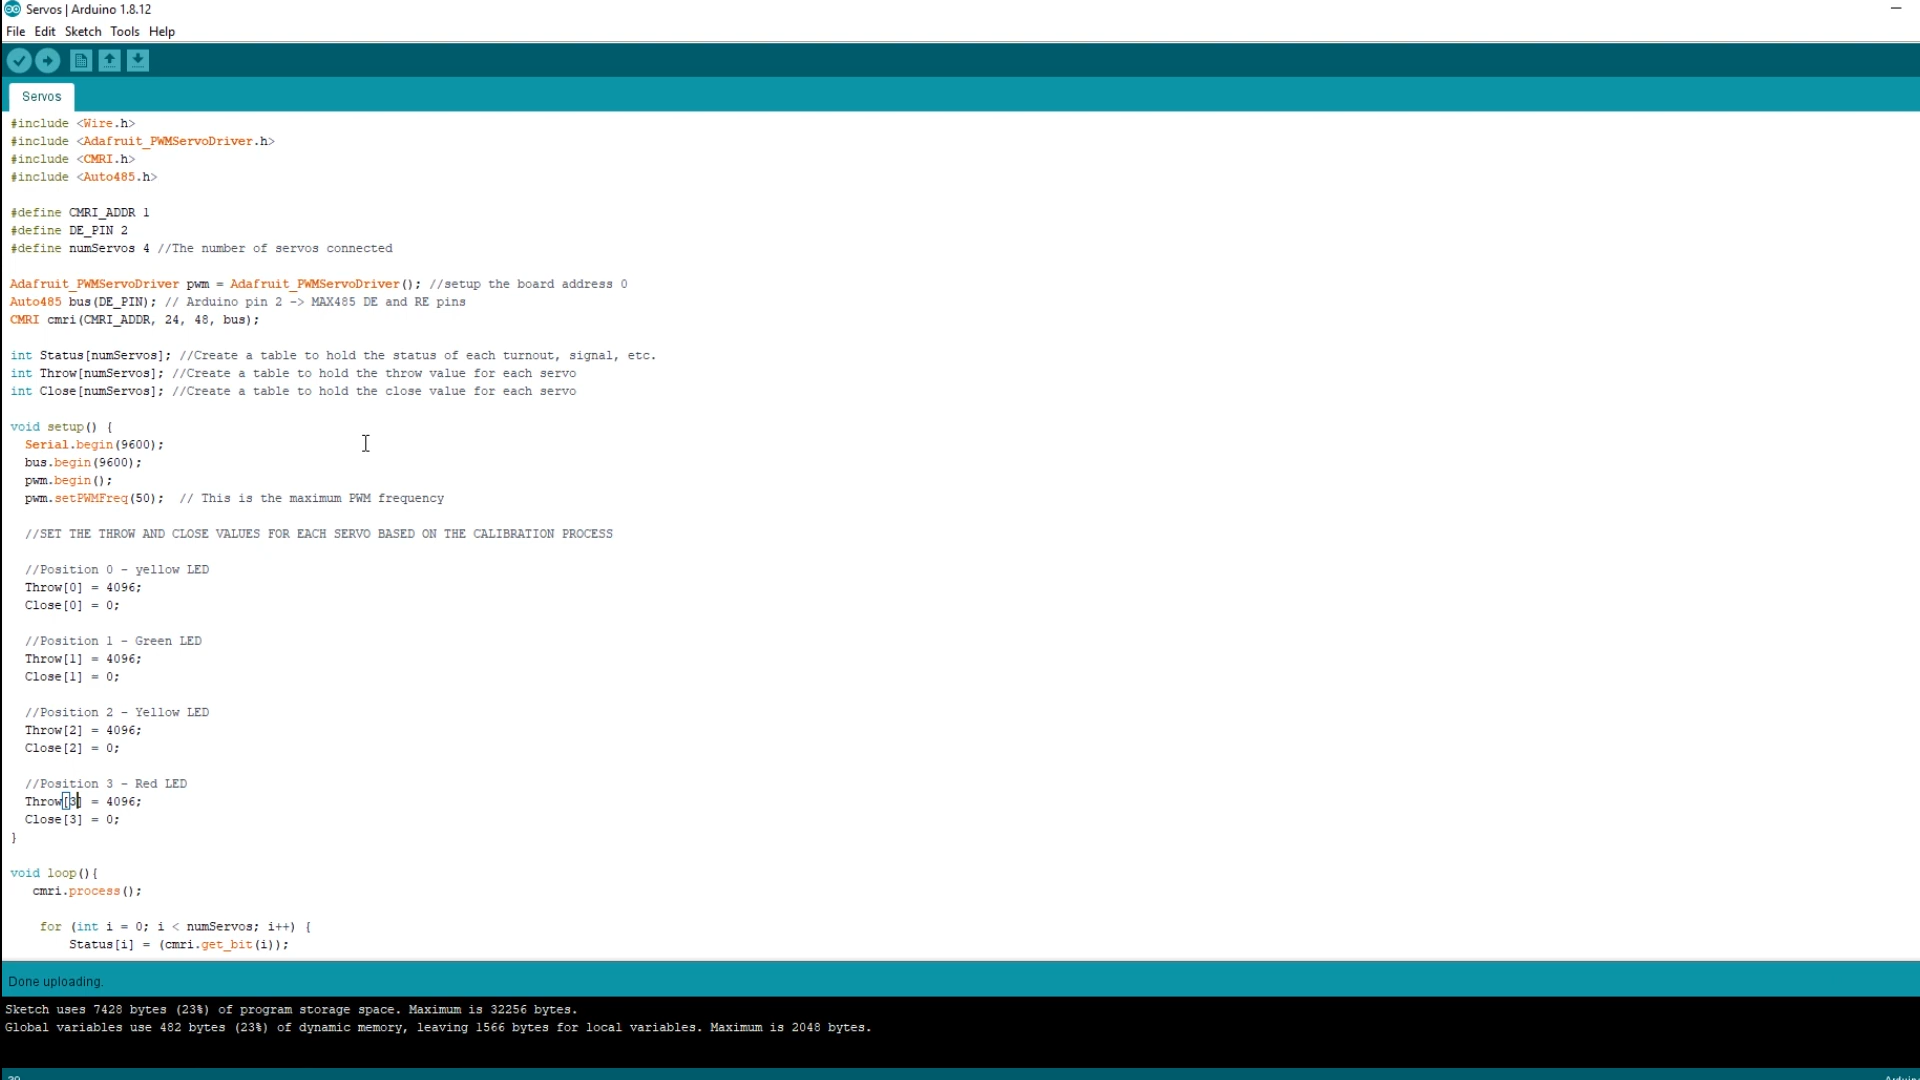 Servos | Arduino 1.8.12
File Edit Sketch Tools Help
Servos
#include <Wire.h>
#include <Adafruit_PWMServoDriver.h>
#include <CMRI.h>
#include <Auto485.h>
#define CMRI_ADDR 1
#define DE_PIN 2
#define numServos 4 //The number of servos connected
Adafruit_PWMServoDriver pwm = Adafruit_PWMServoDriver(); //setup the board address 0
Auto485 bus(DE_PIN); // Arduino pin 2 -> MAX485 DE and RE pins
CMRI cmri(CMRI_ADDR, 24, 48, bus);
int Status[numServos]; //Create a table to hold the status of each turnout, signal, etc.
int Throw[numServos]; //Create a table to hold the throw value for each servo
int Close[numServos]; //Create a table to hold the close value for each servo
void setup() {
Serial.begin(9600);
bus.begin(9600);
pwm.begin();
pwm.setPWMFreq(50);  // This is the maximum PWM frequency
//SET THE THROW AND CLOSE VALUES FOR EACH SERVO BASED ON THE CALIBRATION PROCESS
//Position 0 - yellow LED
Throw[0] = 4096;
Close[0] = 0;
//Position 1 - Green LED
Throw[1] = 4096;
Close[1] = 0;
//Position 2 - Yellow LED
Throw[2] = 4096;
Close[2] = 0;
//Position 3 - Red LED
Throw[3] = 4096;
Close[3] = 0;
}
void loop(){
cmri.process();
for (int i = 0; i < numServos; i++) {
Status[i] = (cmri.get_bit(i));
Done uploading.
Sketch uses 7428 bytes (23%) of program storage space. Maximum is 32256 bytes.
Global variables use 482 bytes (23%) of dynamic memory, leaving 1566 bytes for local variables. Maximum is 2048 bytes.